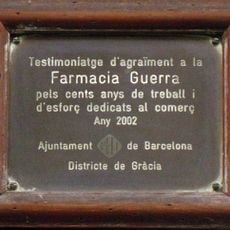 Testimoniatge d'agraïment a la
Farmacia Guerra
pels cents anys de treball i
d'esforç dedicats al comerç
Any 2002
Ajuntament de Barcelona
Districte de Gràcia